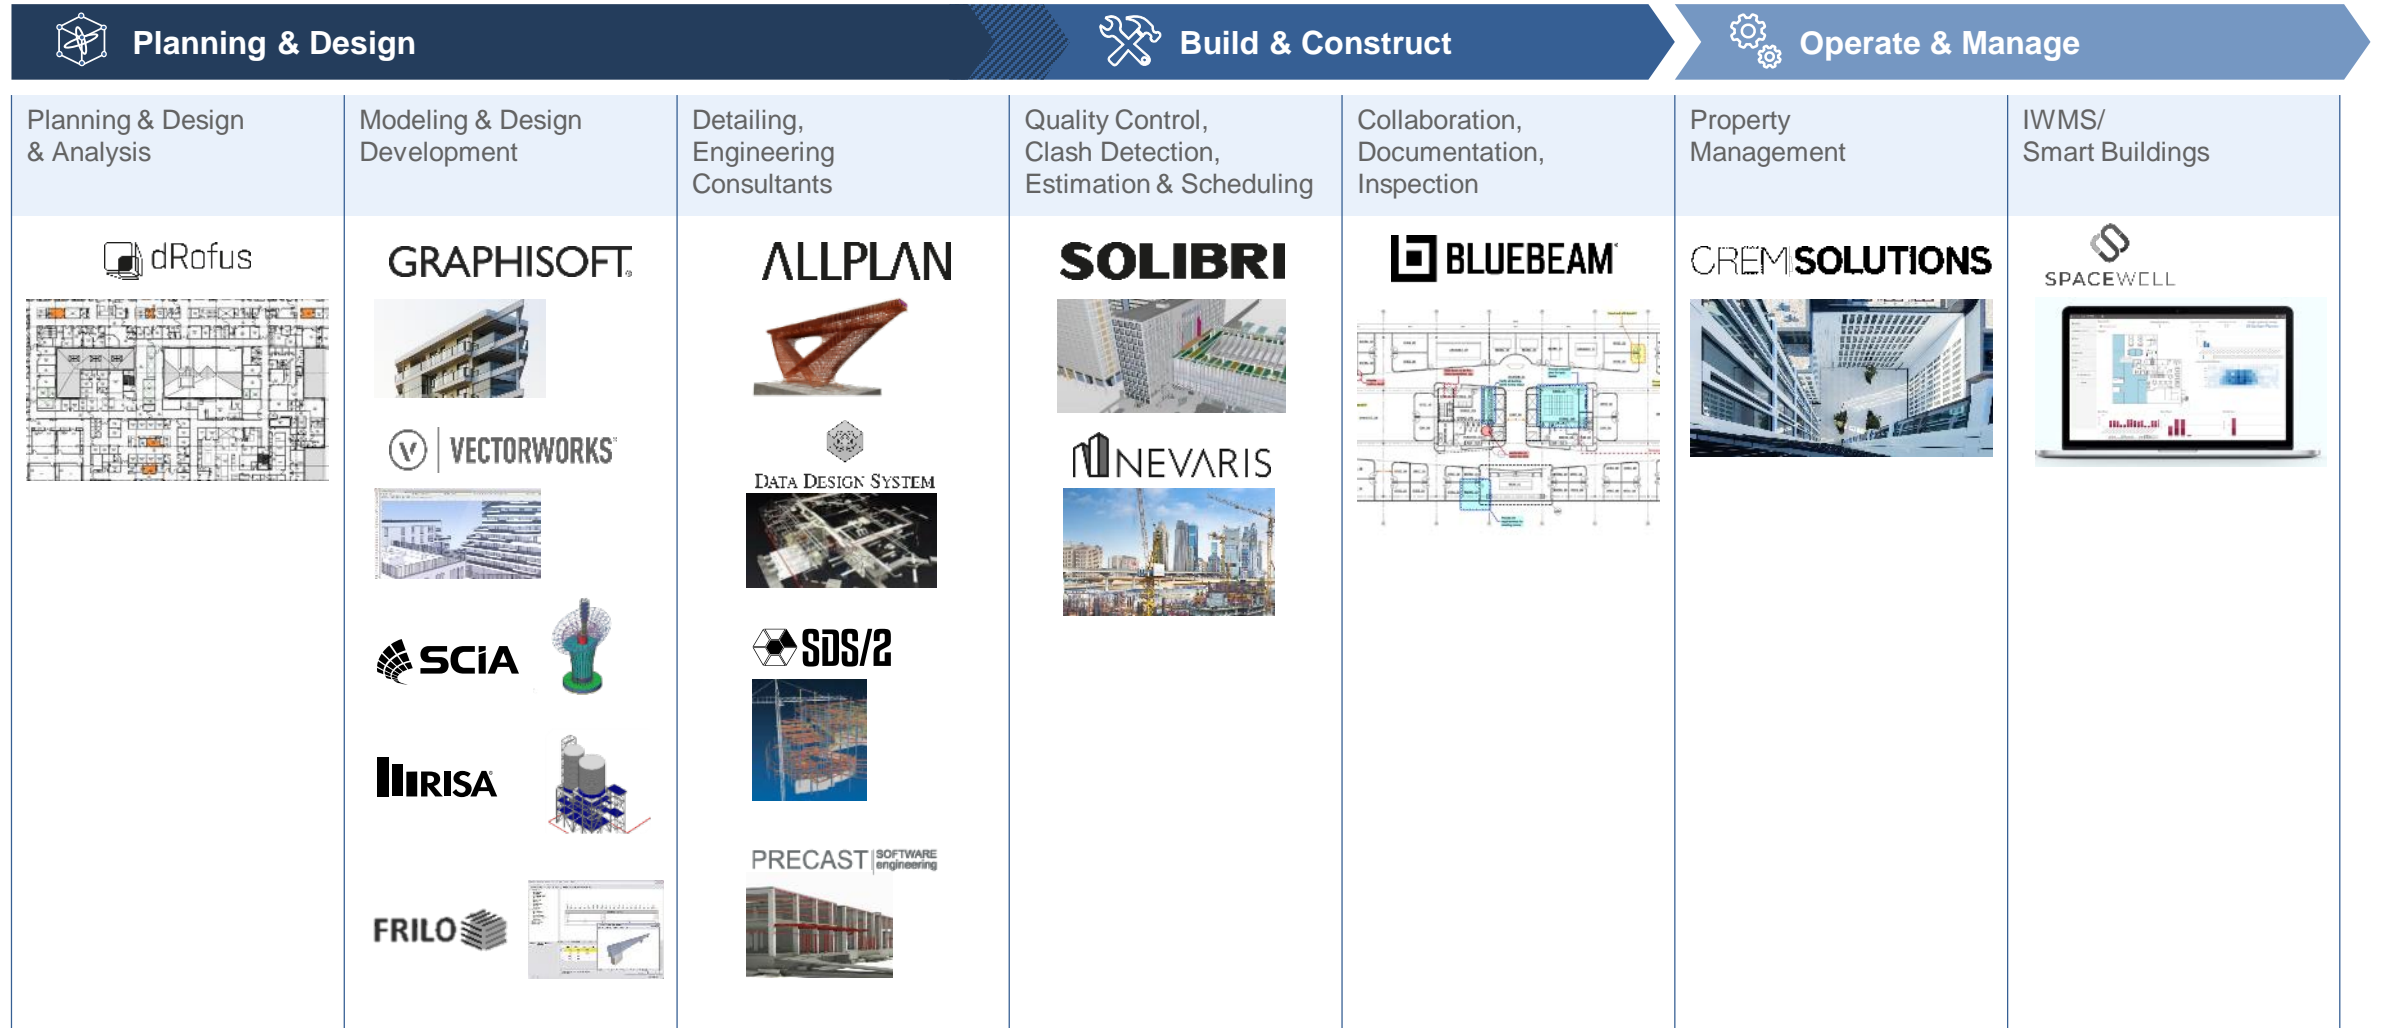 Planning & Design
Build & Construct
Operate & Manage
Planning & Design
& Analysis
Modeling & Design
Development
Detailing,
Engineering
Consultants
Quality Control,
Clash Detection,
Estimation & Scheduling
Collaboration,
Documentation,
Inspection
Property
Management
IWMS/
Smart Buildings
dRofus
GRAPHISOFT
VECTORWORKS
SCiA
RISA
FRILO
ALLPLAN
DATA DESIGN SYSTEM
SDS/2
PRECAST SOFTWARE
engineering
SOLIBRI
NEVARIS
BLUEBEAM
CREM SOLUTIONS
SPACEWELL